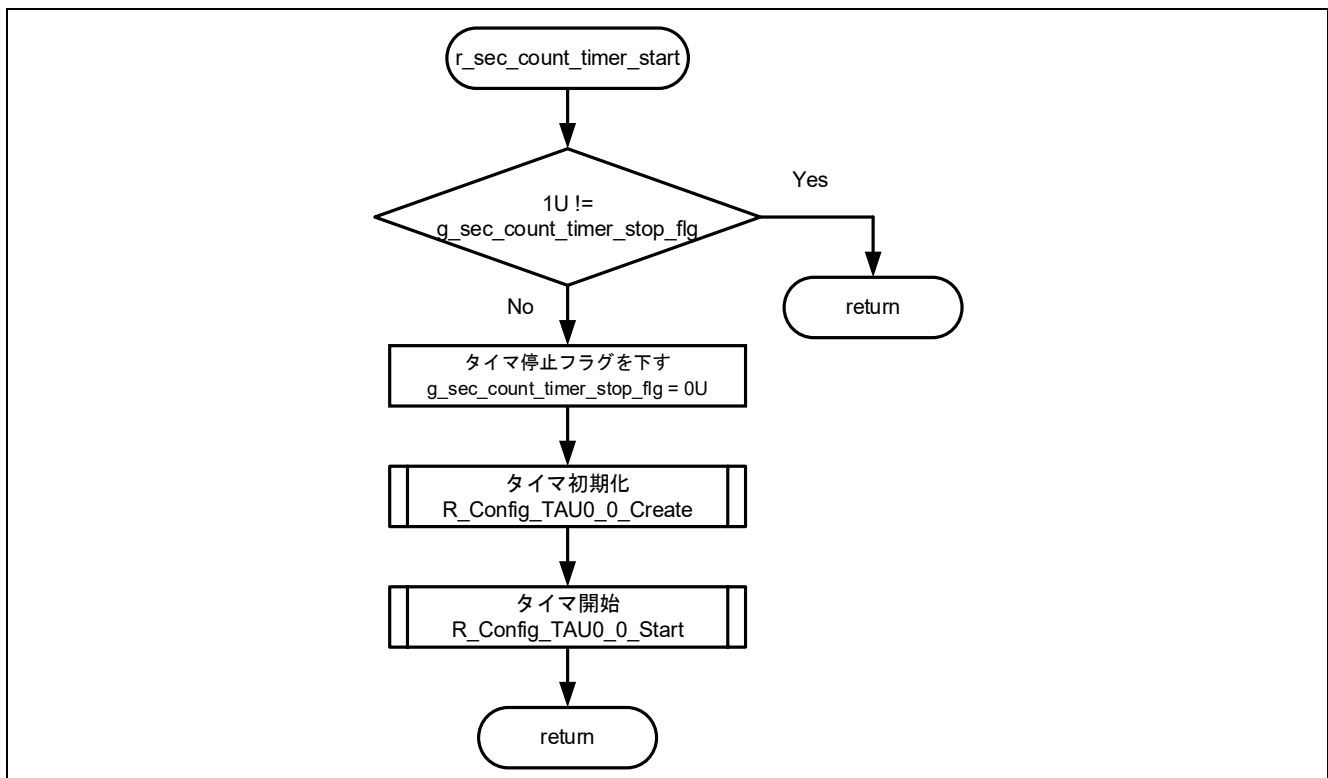 r_sec_count_timer_start
1U !=
g_sec_count_timer_stop_flg
Yes
return
No
タイマ停止フラグを下す
g_sec_count_timer_stop_flg = 0U
タイマ初期化
R_Config_TAU0_0_Create
タイマ開始
R_Config_TAU0_0_Start
return